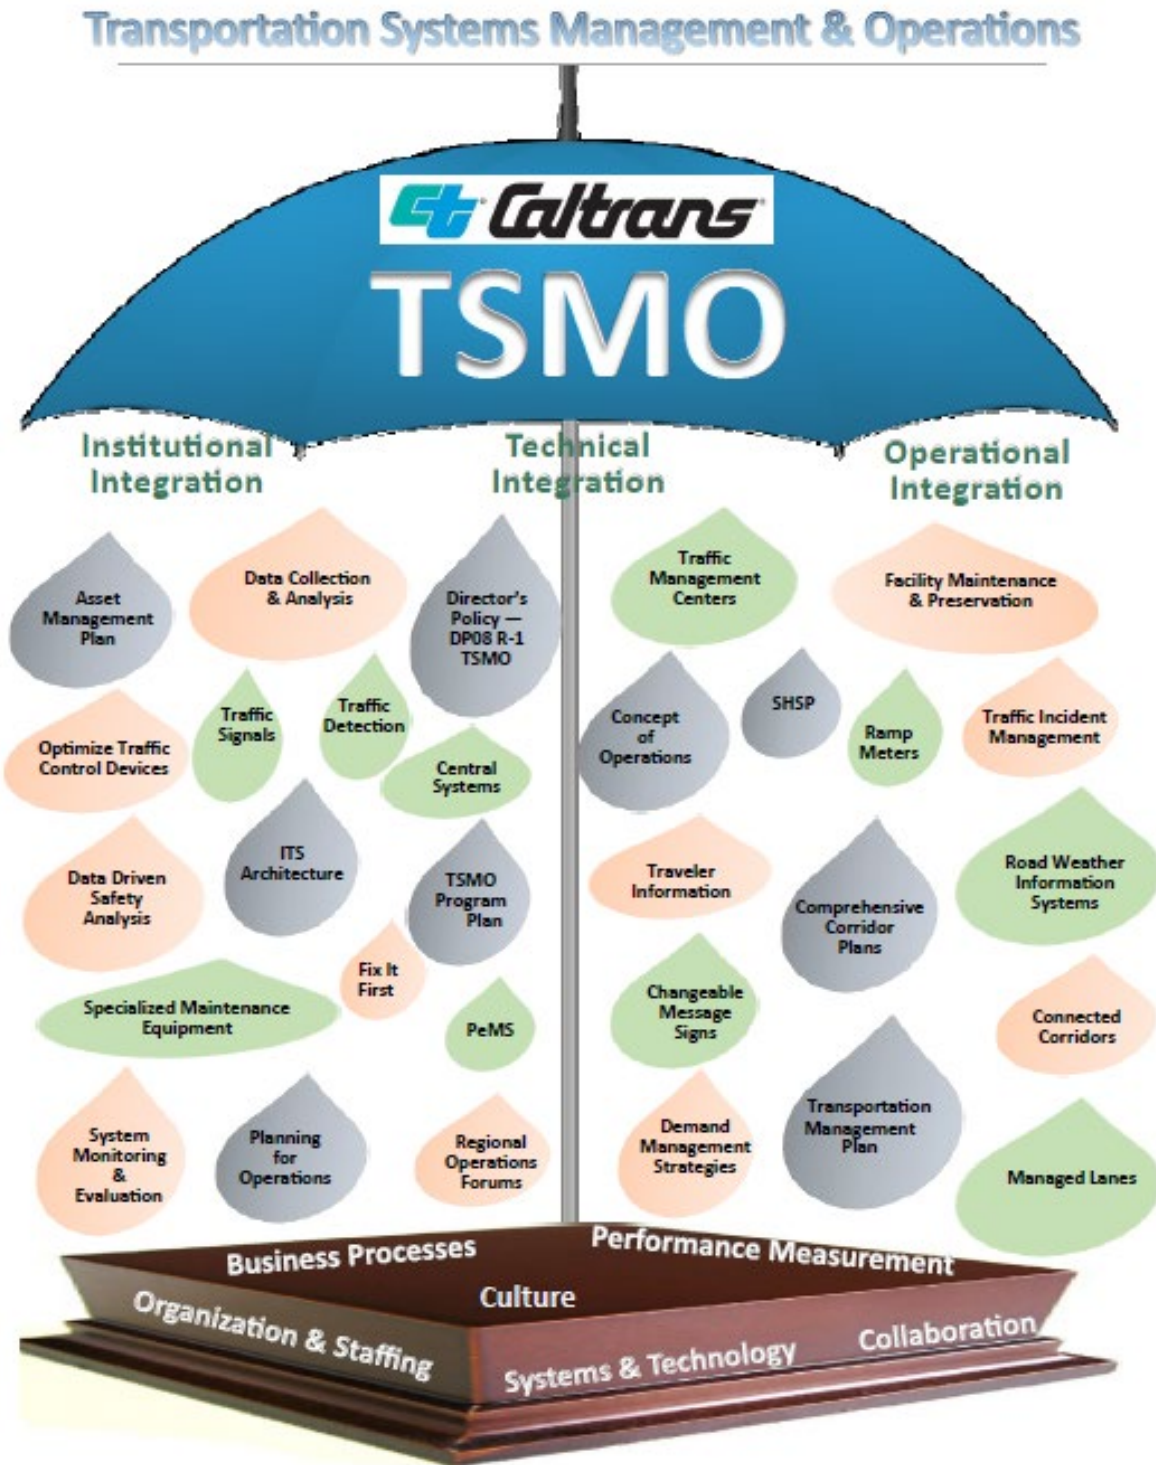 Transportation Systems Management & Operations
Ct Caltrans
TSMO
Institutional
Integration
Technical
Integration
Operational
Integration
Asset
Management
Plan
Data Collection
& Analysis
Director's
Policy —
DP08 R-1
TSMO
Traffic
Management
Centers
Facility Maintenance
& Preservation
Optimize Traffic
Control Devices
Traffic
Signals
Traffic
Detection
Central
Systems
Concept
of
Operations
SHSP
Ramp
Meters
Traffic Incident
Management
Data Driven
Safety
Analysis
ITS
Architecture
TSMO
Program
Plan
Traveler
Information
Comprehensive
Corridor
Plans
Road Weather
Information
Systems
Fix It
First
Specialized Maintenance
Equipment
PeMS
Changeable
Message
Signs
Connected
Corridors
System
Monitoring
&
Evaluation
Planning
for
Operations
Regional
Operations
Forums
Demand
Management
Strategies
Transportation
Management
Plan
Managed Lanes
Business Processes
Performance Measurement
Culture
Organization & Staffing
Systems & Technology
Collaboration